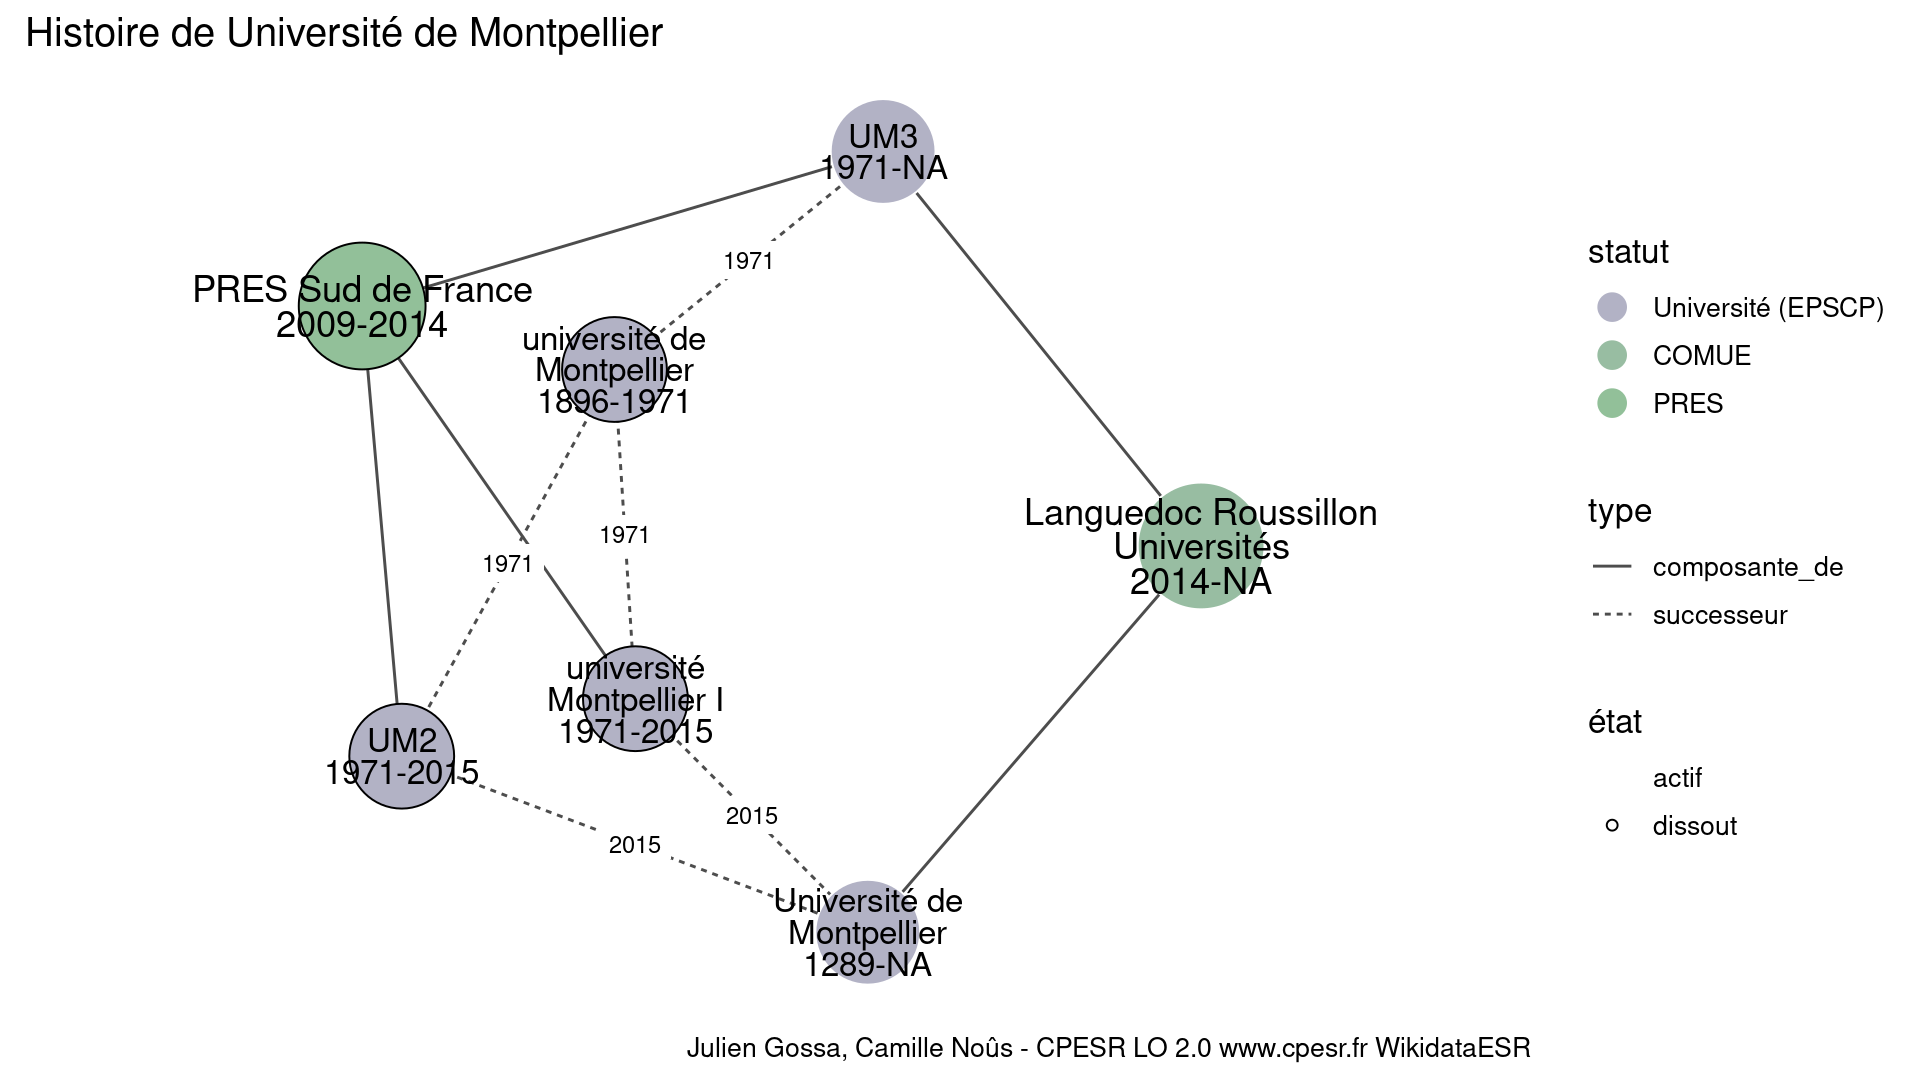 Histoire de Université de Montpellier
UM3
1971-NA
1971
PRES Sud de France
2009-2014
université de
Montpellier
1896-1971
1971
1971
Languedoc Roussillon
Universités
2014-NA
université
Montpellier I
1971-2015
UM2
1971-2015
2015
2015
Université de
Montpellier
1289-NA
statut
Université (EPSCP)
COMUE
PRES
type
composante_de
successeur
état
actif
dissout
Julien Gossa, Camille Noûs - CPESR LO 2.0 www.cpesr.fr WikidataESR